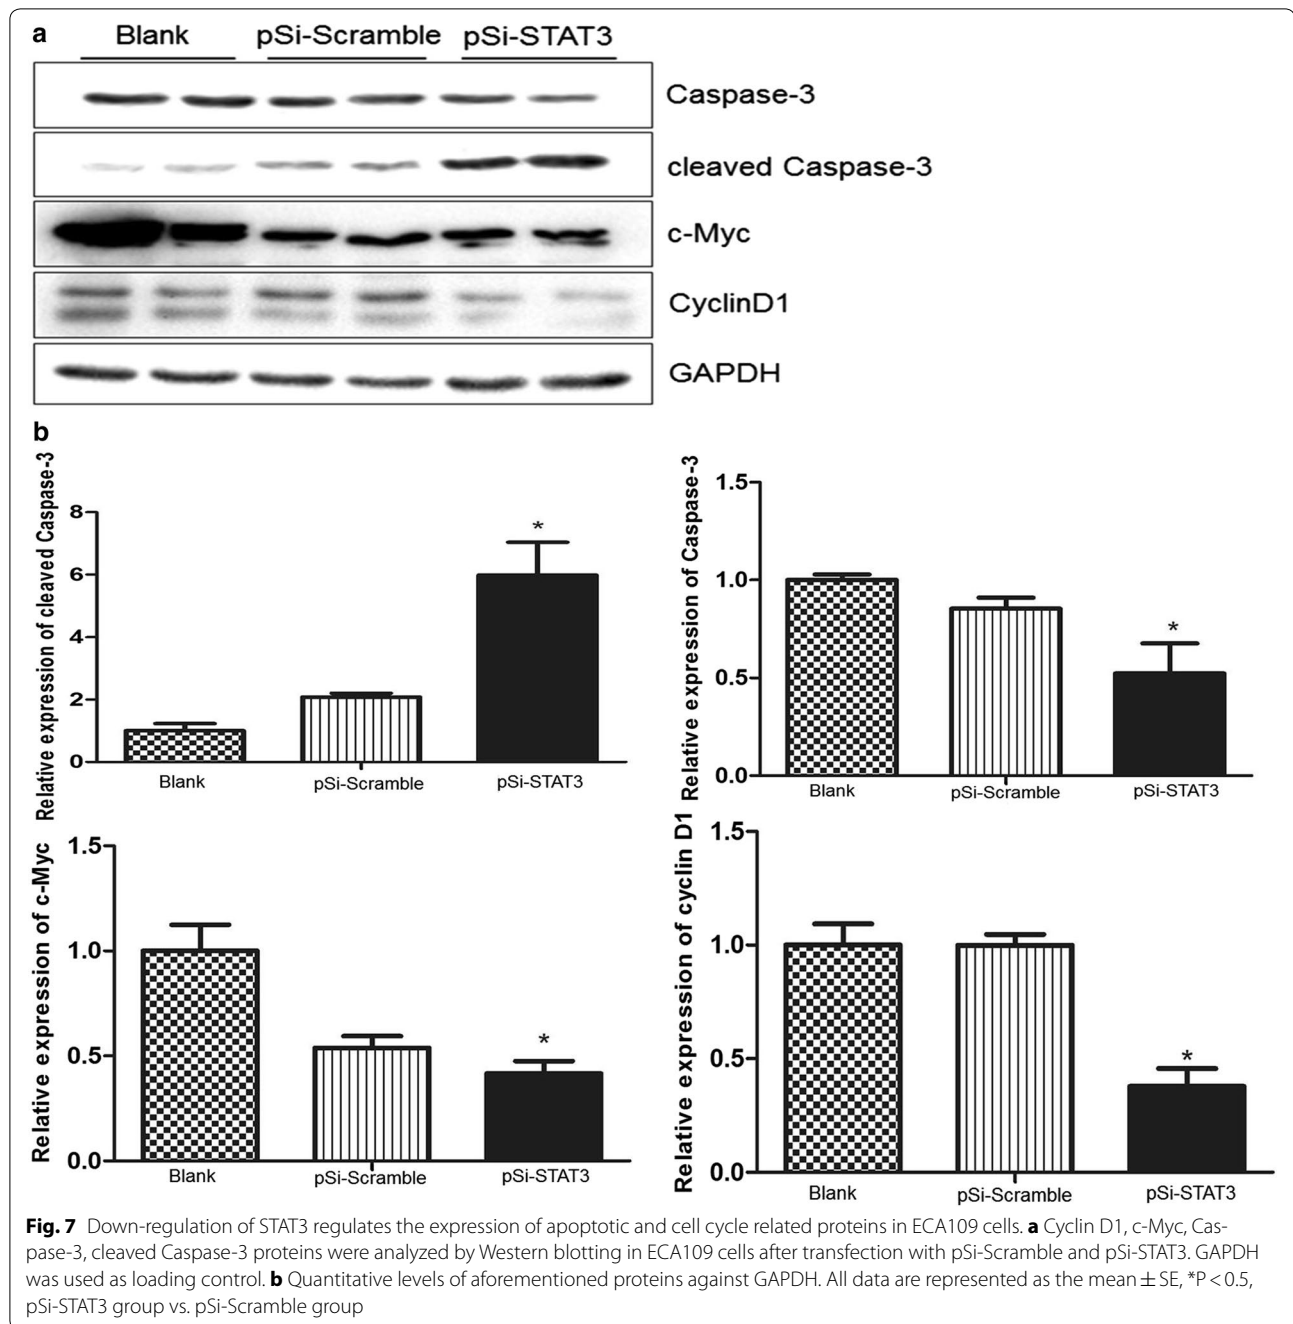 a
Blank pSi-Scramble pSi-STAT3
Caspase-3
cleaved Caspase-3
c-Myc
CyclinD1
GAPDH
b
Relative expression of cleaved Caspase-3
8
6
4
2
0
Blank pSi-Scramble pSi-STAT3
*
Relative expression of Caspase-3
1.5
1.0
0.5
0.0
Blank pSi-Scramble pSi-STAT3
*
Relative expression of c-Myc
1.5
1.0
0.5
0.0
Blank pSi-Scramble pSi-STAT3
*
Relative expression of cyclin D1
1.5
1.0
0.5
0.0
Blank pSi-Scramble pSi-STAT3
*
Fig. 7 Down-regulation of STAT3 regulates the expression of apoptotic and cell cycle related proteins in ECA109 cells. a Cyclin D1, c-Myc, Cas-
pase-3, cleaved Caspase-3 proteins were analyzed by Western blotting in ECA109 cells after transfection with pSi-Scramble and pSi-STAT3. GAPDH
was used as loading control. b Quantitative levels of aforementioned proteins against GAPDH. All data are represented as the mean ± SE, *P < 0.5,
pSi-STAT3 group vs. pSi-Scramble group